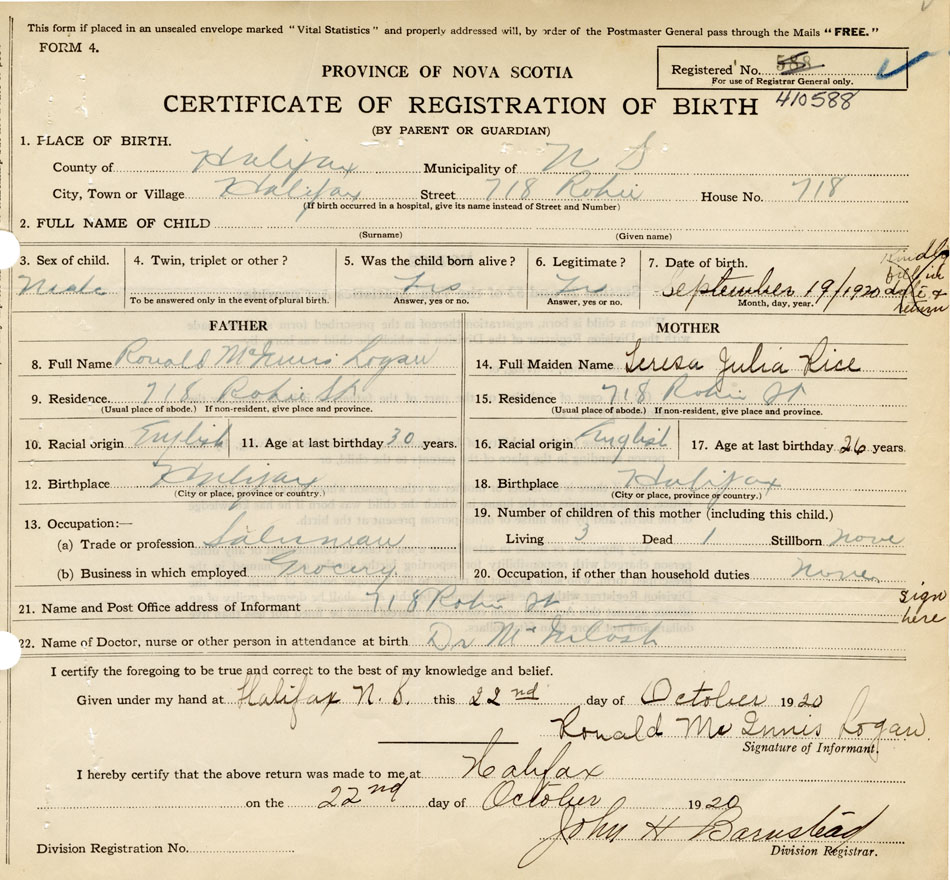 This form if placed in an unsealed envelope marked "Vital Statistics" and properly addressed will, by order of the Postmaster General pass through the Mails "FREE."
FORM 4.
PROVINCE OF NOVA SCOTIA
Registered No. 588
For use of Registrar General only.
CERTIFICATE OF REGISTRATION OF BIRTH 410588
(BY PARENT OR GUARDIAN)
1. PLACE OF BIRTH.
County of Halifax Municipality of N S
City, Town or Village Halifax Street 718 Robie House No. 718
(If birth occurred in a hospital, give its name instead of Street and Number)
2. FULL NAME OF CHILD
(Surname) (Given name)
3. Sex of child. 4. Twin, triplet or other? 5. Was the child born alive? 6. Legitimate? 7. Date of birth.
Yes Yes September 19/1920
To be answered only in the event of plural birth. Answer, yes or no. Answer, yes or no. Month, day, year.
Kindly fill in date & return
FATHER MOTHER
8. Full Name Ronald McInnis Logan 14. Full Maiden Name Teresa Julia Rice
9. Residence 718 Robie St 15. Residence 718 Robie St
(Usual place of abode.) If non-resident, give place and province. (Usual place of abode.) If non-resident, give place and province.
10. Racial origin English 11. Age at last birthday 30 years. 16. Racial origin English 17. Age at last birthday 26 years.
12. Birthplace Halifax 18. Birthplace Halifax
(City or place, province or country.) (City or place, province or country.)
13. Occupation:— 19. Number of children of this mother (including this child.)
(a) Trade or profession Salesman Living 3 Dead 1 Stillborn None
(b) Business in which employed Grocery 20. Occupation, if other than household duties None
21. Name and Post Office address of Informant 718 Robie St sign here
22. Name of Doctor, nurse or other person in attendance at birth Dr McIntosh
I certify the foregoing to be true and correct to the best of my knowledge and belief.
Given under my hand at Halifax N.S. this 22nd day of October 1920
Ronald McInnis Logan
Signature of Informant.
I hereby certify that the above return was made to me at Halifax
on the 22nd day of October 1920
John H Barnstead
Division Registration No. Division Registrar.